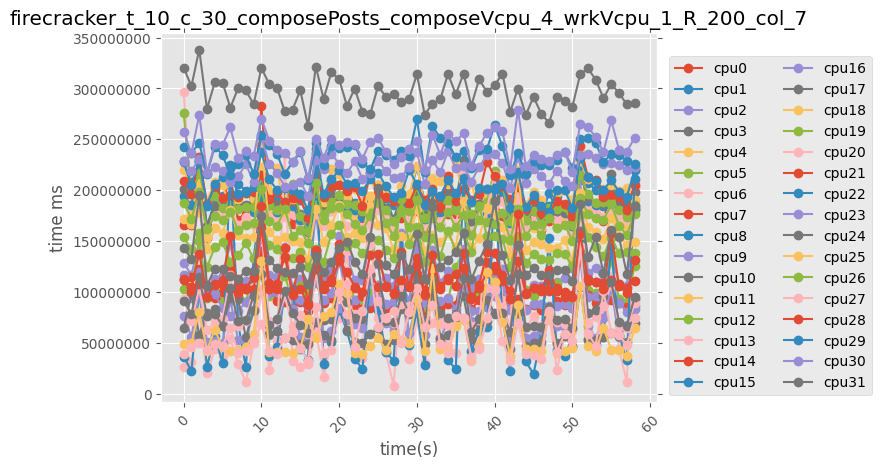 firecracker_t_10_c_30_composePosts_composeVcpu_4_wrkVcpu_1_R_200_col_7
350000000
300000000
250000000
200000000
150000000
100000000
50000000
0
time ms
0 10 20 30 40 50 60
time(s)
cpu0 cpu16
cpu1 cpu17
cpu2 cpu18
cpu3 cpu19
cpu4 cpu20
cpu5 cpu21
cpu6 cpu22
cpu7 cpu23
cpu8 cpu24
cpu9 cpu25
cpu10 cpu26
cpu11 cpu27
cpu12 cpu28
cpu13 cpu29
cpu14 cpu30
cpu15 cpu31